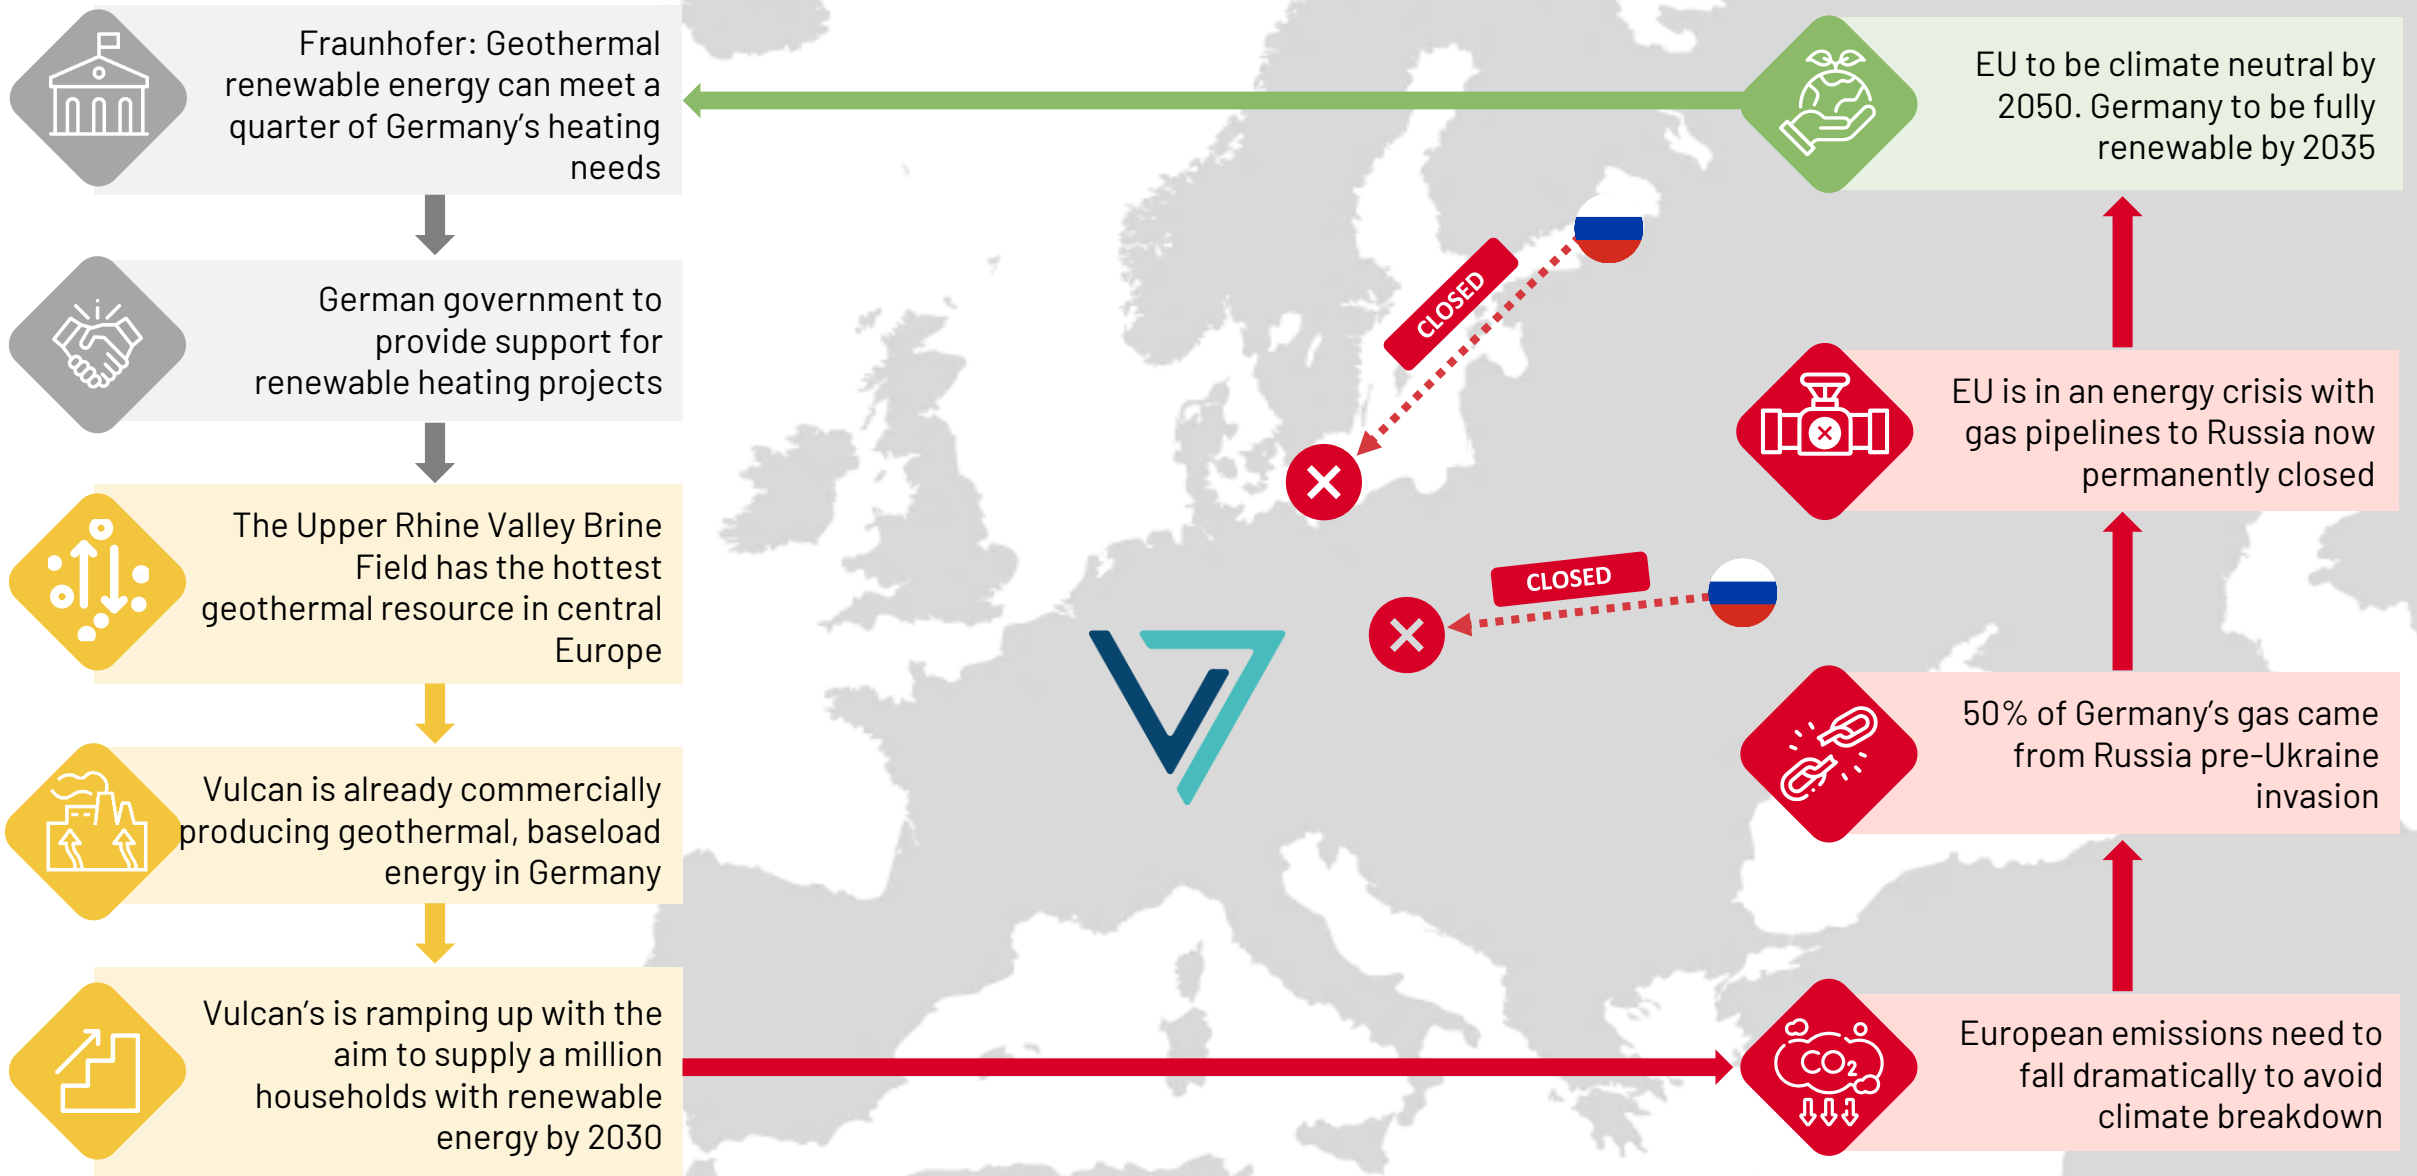 Fraunhofer: Geothermal
renewable energy can meet a
quarter of Germany's heating
needs
German government to
provide support for
renewable heating projects
The Upper Rhine Valley Brine
Field has the hottest
geothermal resource in central
Europe
Vulcan is already commercially
producing geothermal, baseload
energy in Germany
Vulcan's is ramping up with the
aim to supply a million
households with renewable
energy by 2030
CLOSED
CLOSED
EU to be climate neutral by
2050. Germany to be fully
renewable by 2035
EU is in an energy crisis with
gas pipelines to Russia now
permanently closed
50% of Germany's gas came
from Russia pre-Ukraine
invasion
CO2
European emissions need to
fall dramatically to avoid
climate breakdown